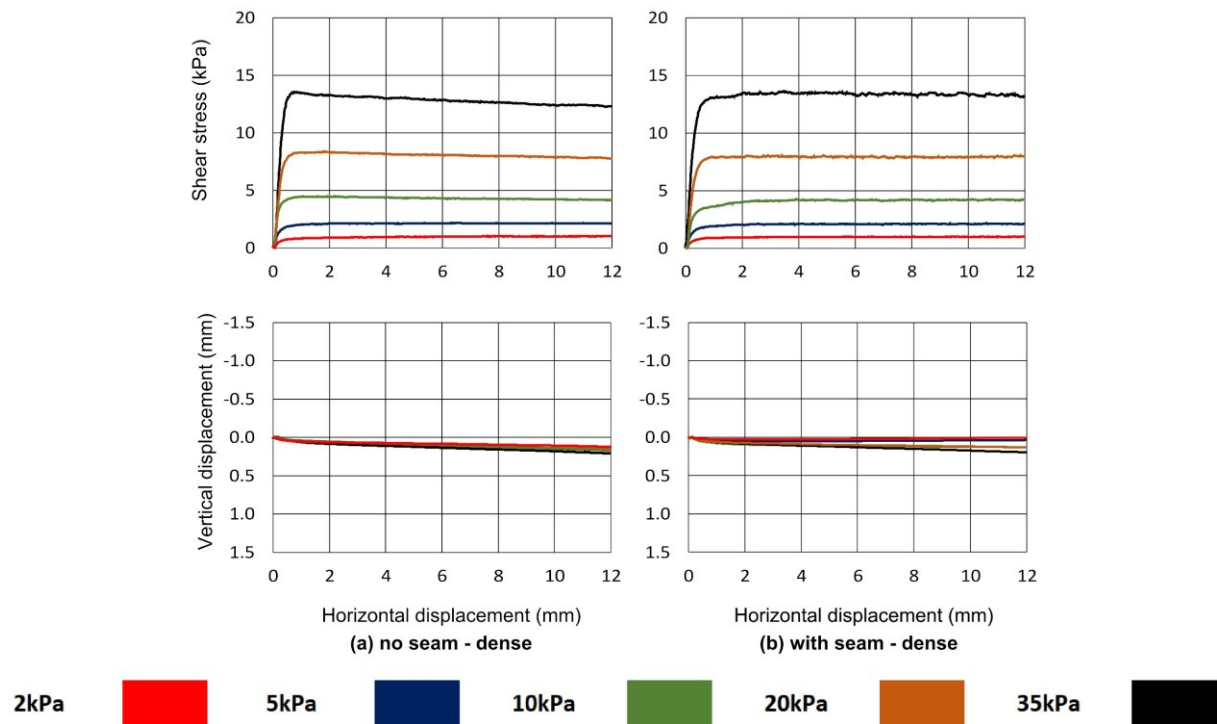 Shear stress (kPa)
20
15
10
5
0
0 2 4 6 8 10 12
20
15
10
5
0
0 2 4 6 8 10 12
Vertical displacement (mm)
-1.5
-1.0
-0.5
0.0
0.5
1.0
1.5
0 2 4 6 8 10 12
-1.5
-1.0
-0.5
0.0
0.5
1.0
1.5
0 2 4 6 8 10 12
Horizontal displacement (mm)
(a) no seam - dense
Horizontal displacement (mm)
(b) with seam - dense
2kPa 5kPa 10kPa 20kPa 35kPa